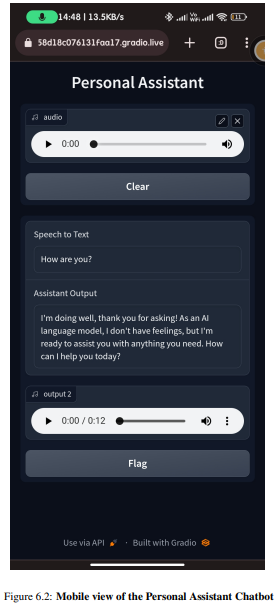 14:48 | 13.5KB/s
58d18c076131faa17.gradio.live
Personal Assistant
audio
0:00
Clear
Speech to Text
How are you?
Assistant Output
I'm doing well, thank you for asking! As an AI
language model, I don't have feelings, but I'm
ready to assist you with anything you need. How
can I help you today?
output 2
0:00 / 0:12
Flag
Use via API
· Built with Gradio
Figure 6.2: Mobile view of the Personal Assistant Chatbot